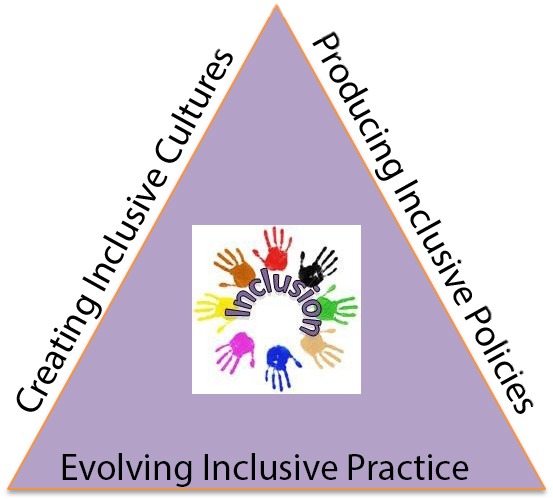 Creating Inclusive Cultures
Producing Inclusive Policies
Inclusion
Evolving Inclusive Practice